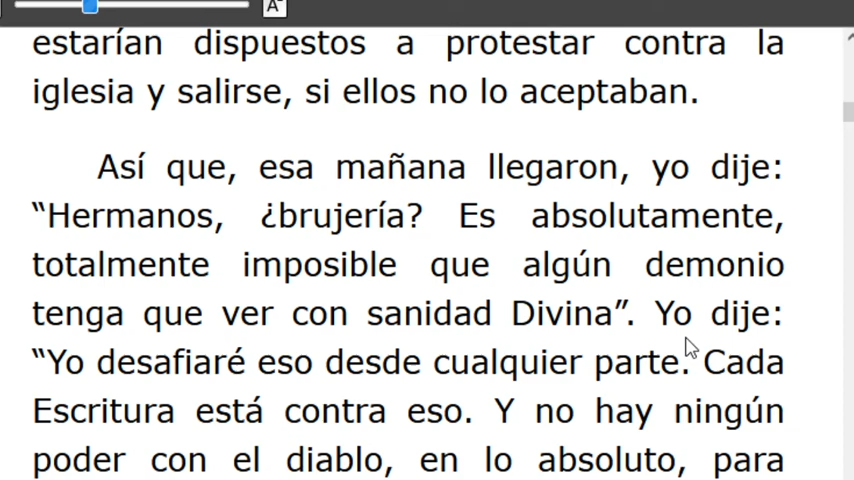 A
estarían dispuestos a protestar contra la
iglesia y salirse, si ellos no lo aceptaban.
Así que, esa mañana llegaron, yo dije:
“Hermanos, ¿brujería? Es absolutamente,
totalmente imposible que algún demonio
tenga que ver con sanidad Divina”. Yo dije:
“Yo desafiaré eso desde cualquier parte. Cada
Escritura está contra eso. Y no hay ningún
poder con el diablo, en lo absoluto, para